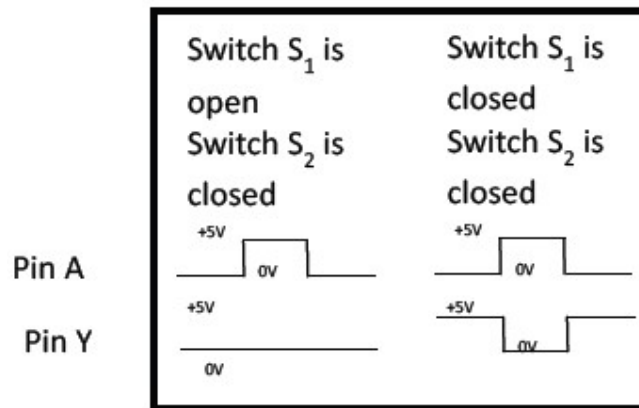 Switch S₁ is
open
Switch S₂ is
closed
Switch S₁ is
closed
Switch S₂ is
closed
Pin A
+5V
0V
+5V
0V
Pin Y
+5V
0V
+5V
0V